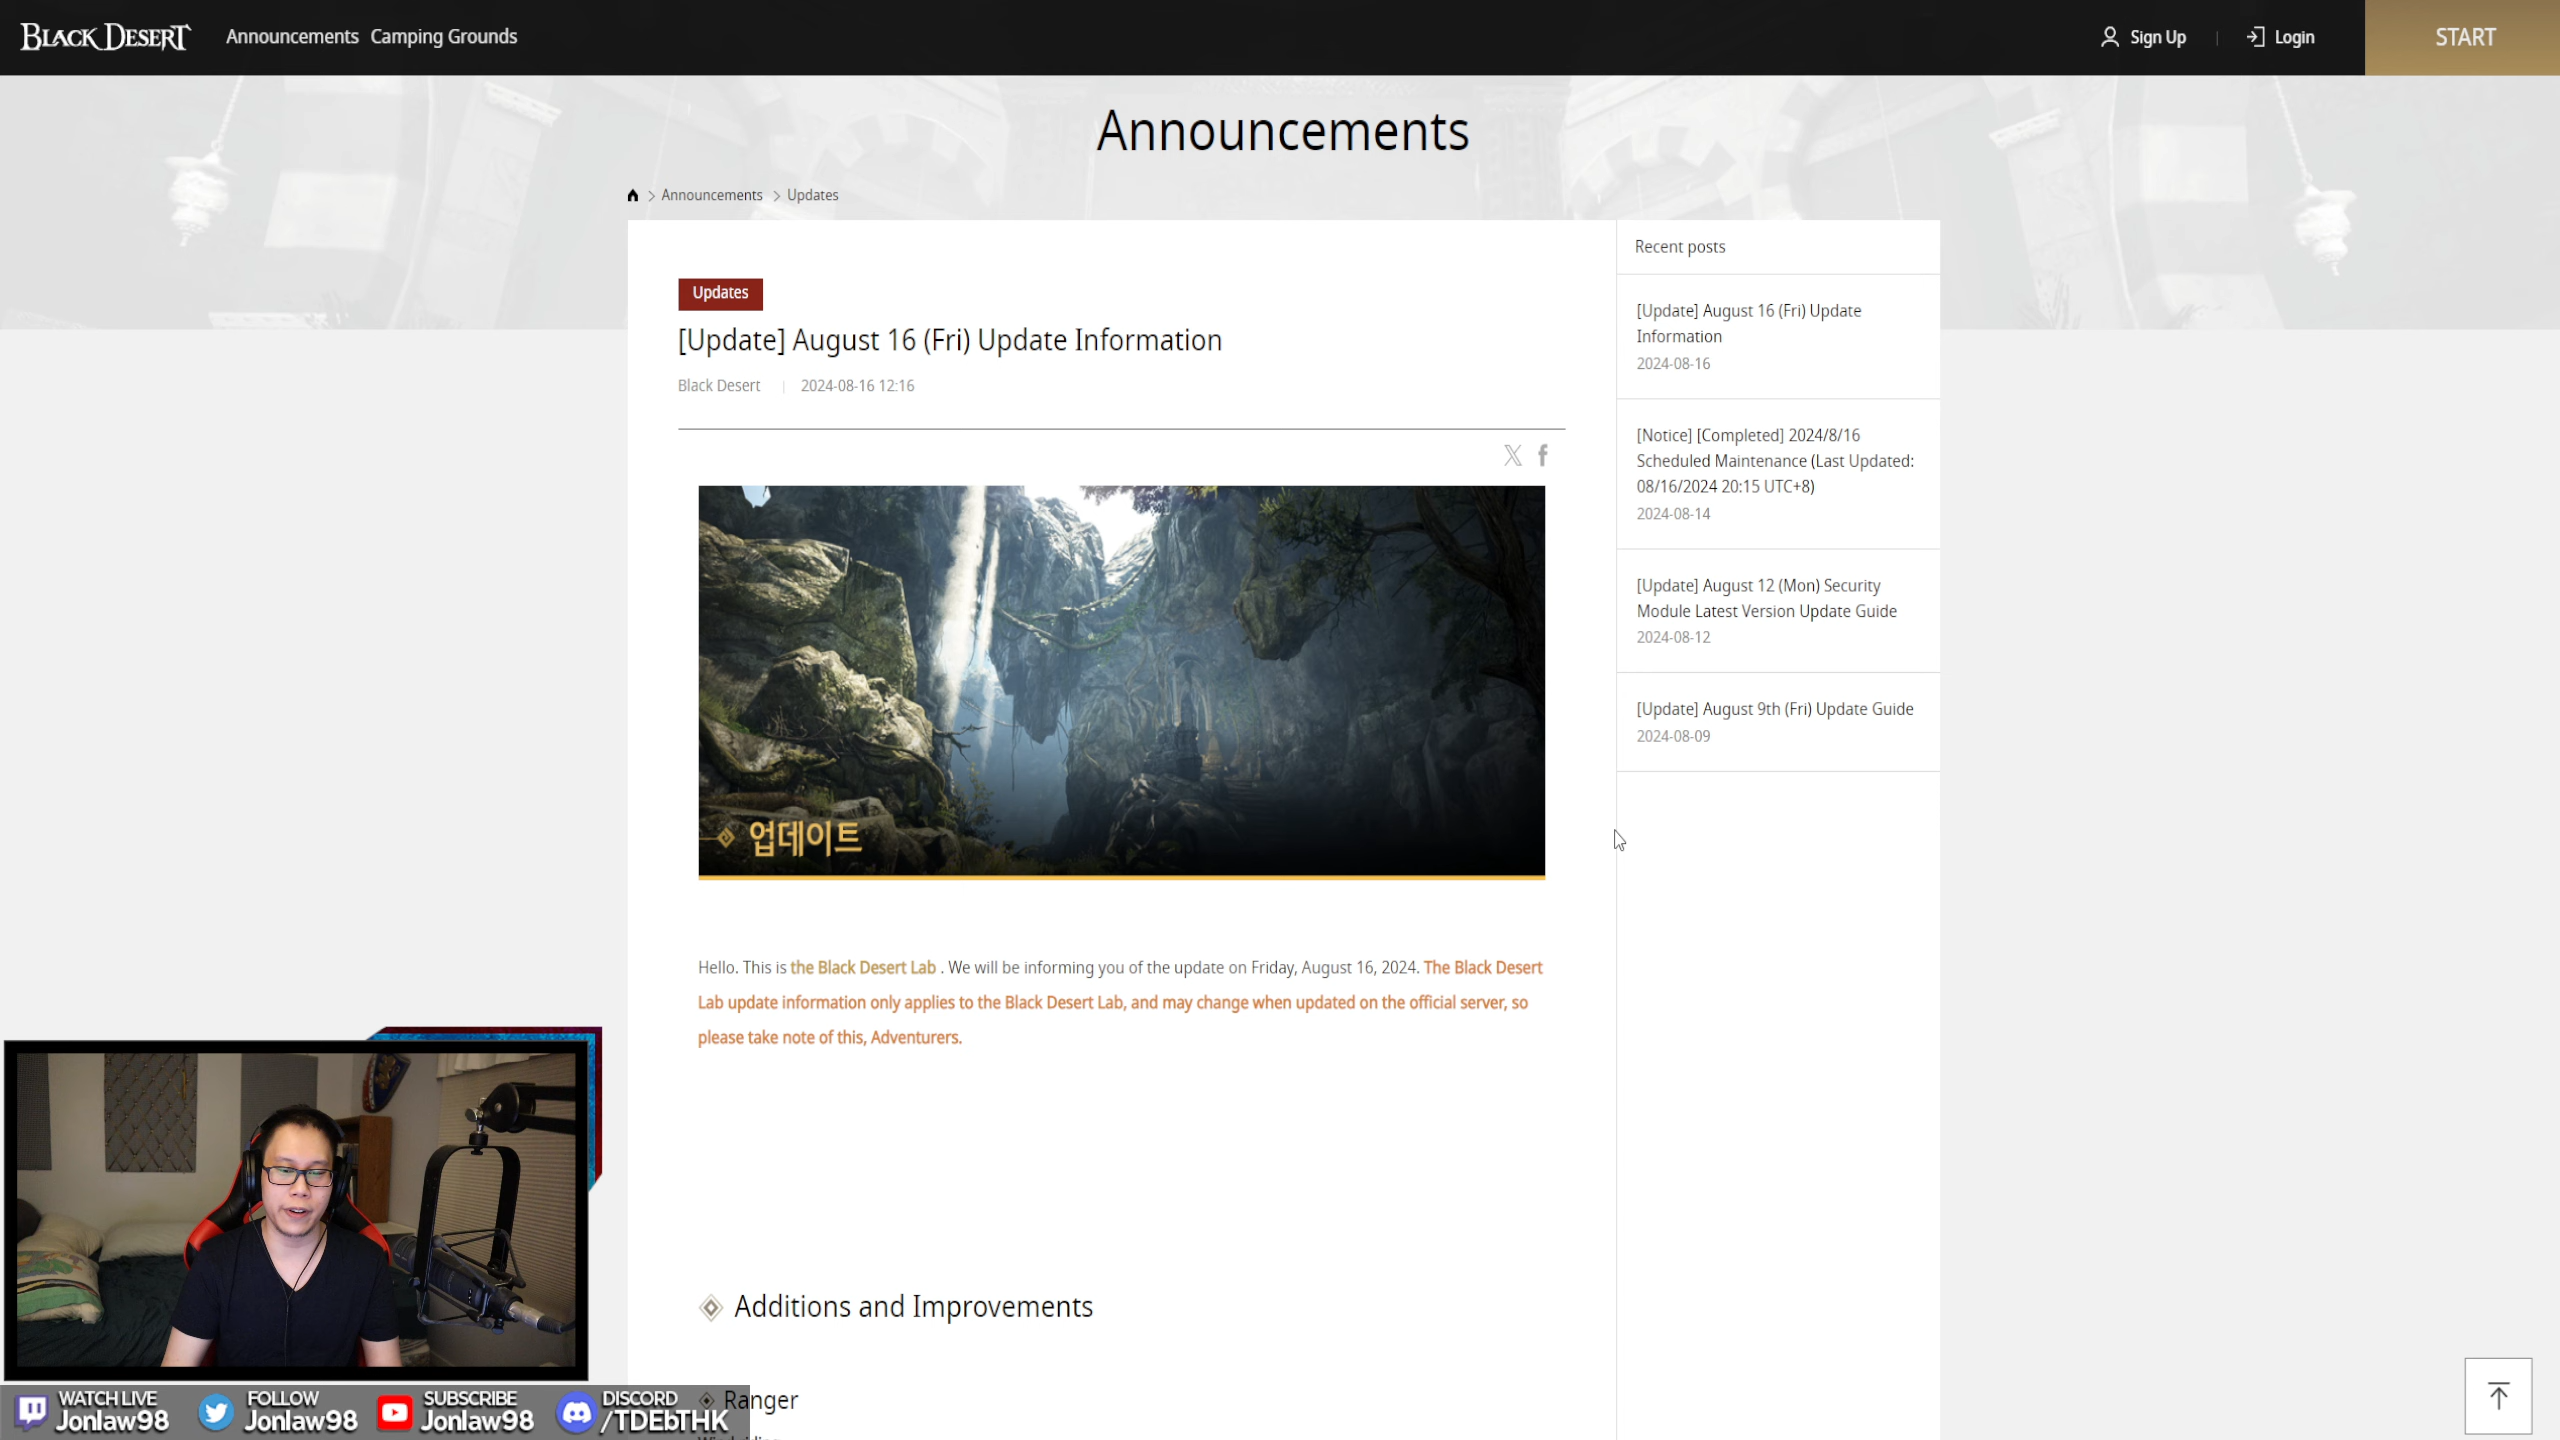 BLACK DESERT
Announcements Camping Grounds
Sign Up
Login
START
Announcements
Announcements
Updates
Updates
[Update] August 16 (Fri) Update Information
Black Desert
2024-08-16 12:16
업데이트
Hello. This is the Black Desert Lab . We will be informing you of the update on Friday, August 16, 2024. The Black Desert
Lab update information only applies to the Black Desert Lab, and may change when updated on the official server, so
please take note of this, Adventurers.
Additions and Improvements
Ranger
Recent posts
[Update] August 16 (Fri) Update
Information
2024-08-16
[Notice] [Completed] 2024/8/16
Scheduled Maintenance (Last Updated:
08/16/2024 20:15 UTC+8)
2024-08-14
[Update] August 12 (Mon) Security
Module Latest Version Update Guide
2024-08-12
[Update] August 9th (Fri) Update Guide
2024-08-09
WATCH LIVE
Jonlaw98
FOLLOW
Jonlaw98
SUBSCRIBE
Jonlaw98
DISCORD
/TDEbTHK